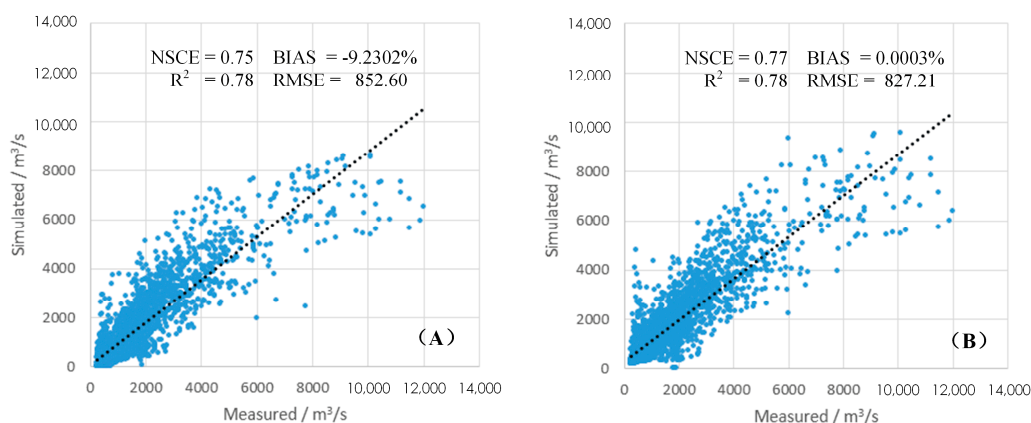 14,000
12,000
10,000
8000
6000
4000
2000
0
Simulated / m³/s
NSCE = 0.75 BIAS = -9.2302%
R² = 0.78 RMSE = 852.60
(A)
0 2000 4000 6000 8000 10,000 12,000 14,000
Measured / m³/s
14,000
12,000
10,000
8000
6000
4000
2000
0
Simulated / m³/s
NSCE = 0.77 BIAS = 0.0003%
R² = 0.78 RMSE = 827.21
(B)
0 2000 4000 6000 8000 10,000 12,000 14,000
Measured / m³/s